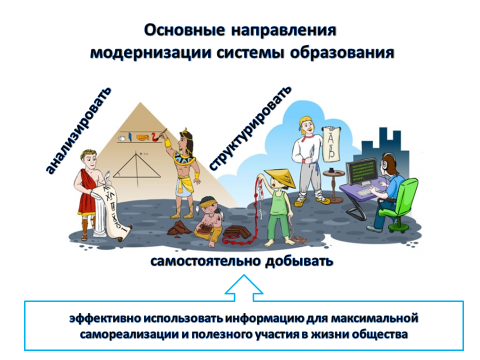 Основные направления
модернизации системы образования
анализировать
структурировать
самостоятельно добывать
эффективно использовать информацию для максимальной
самореализации и полезного участия в жизни общества